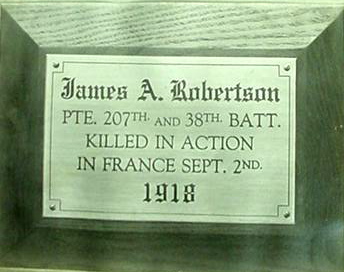 James A. Robertson
PTE. 207TH. AND 38TH. BATT.
KILLED IN ACTION
IN FRANCE SEPT. 2ND.
1918